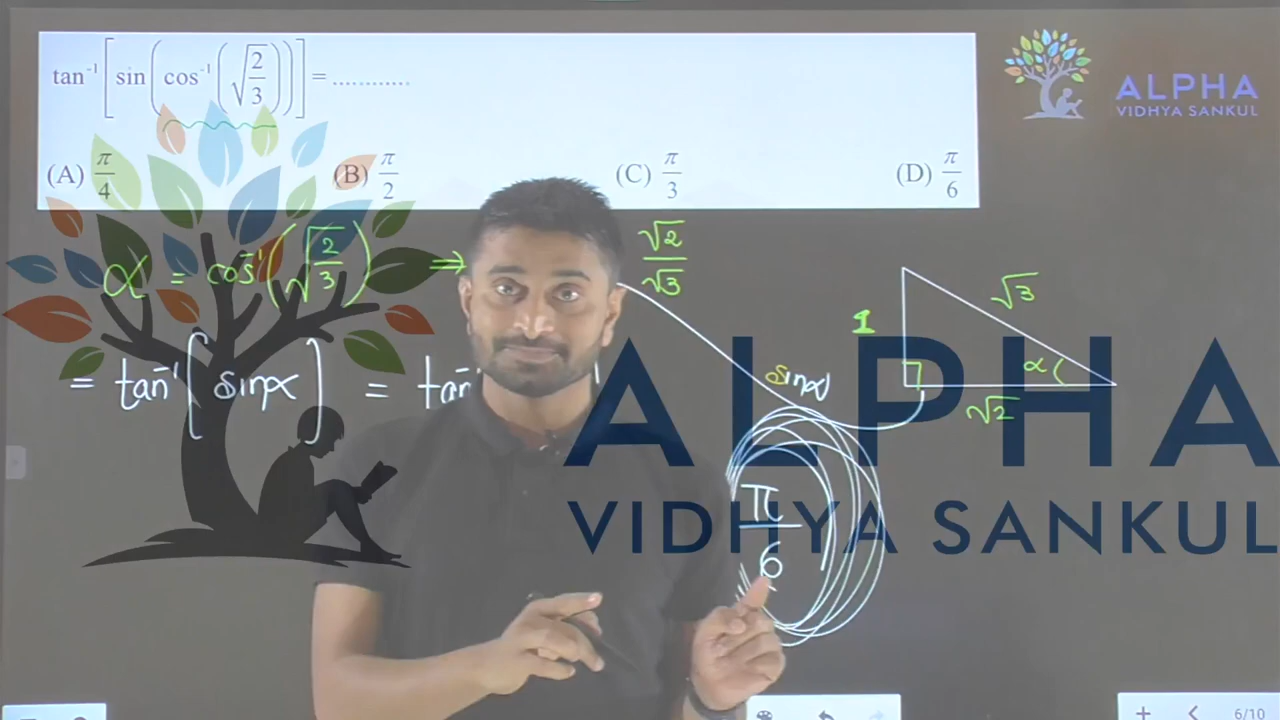 tan⁻¹ [ sin ( cos⁻¹ ( √(2/3) ) ) ] = ............
(A) π/4 (B) π/2 (C) π/3 (D) π/6
ALPHA
VIDHYA SANKUL
α = cos⁻¹ ( √(2/3) ) ⇒
√2/√3
= tan⁻¹ [ sinα ] = tan⁻¹
sinα
1
√3
α
√2
π/6
ALPHA
VIDHYA SANKUL
6/10